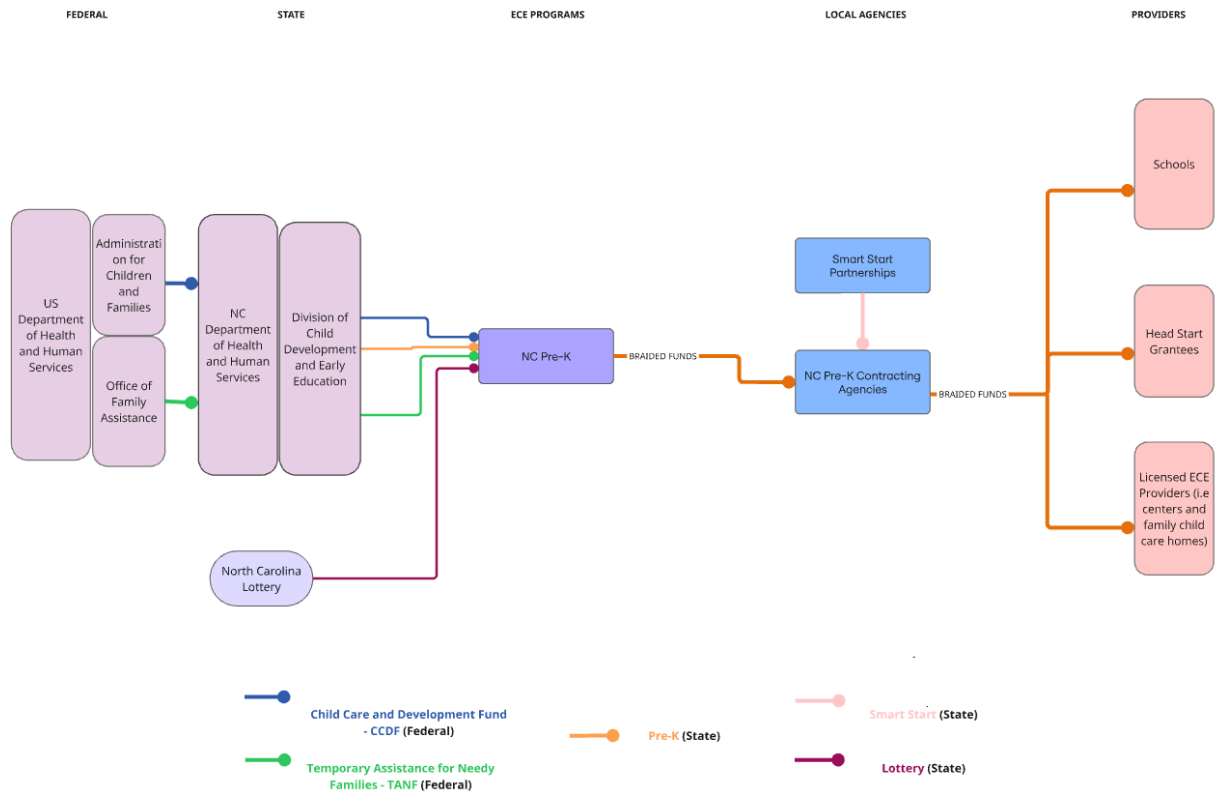 FEDERAL
STATE
ECE PROGRAMS
LOCAL AGENCIES
PROVIDERS
US
Department
of Health
and Human
Services
Administrati
on for
Children
and
Families
Office of
Family
Assistance
NC
Department
of Health
and Human
Services
Division of
Child
Development
and Early
Education
North Carolina
Lottery
NC Pre-K
BRAIDED FUNDS
Smart Start
Partnerships
NC Pre-K Contracting
Agencies
BRAIDED FUNDS
Schools
Head Start
Grantees
Licensed ECE
Providers (i.e
centers and
family child
care homes)
Child Care and Development Fund
- CCDF (Federal)
Temporary Assistance for Needy
Families - TANF (Federal)
Pre-K (State)
Smart Start (State)
Lottery (State)